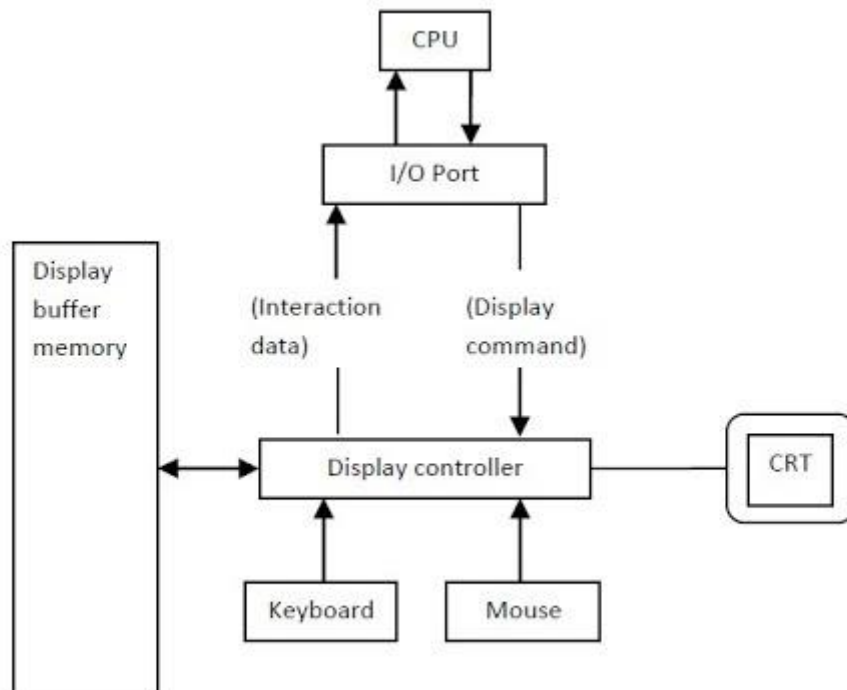 CPU
I/O Port
Display
buffer
memory
(Interaction
data)
(Display
command)
Display controller
CRT
Keyboard
Mouse